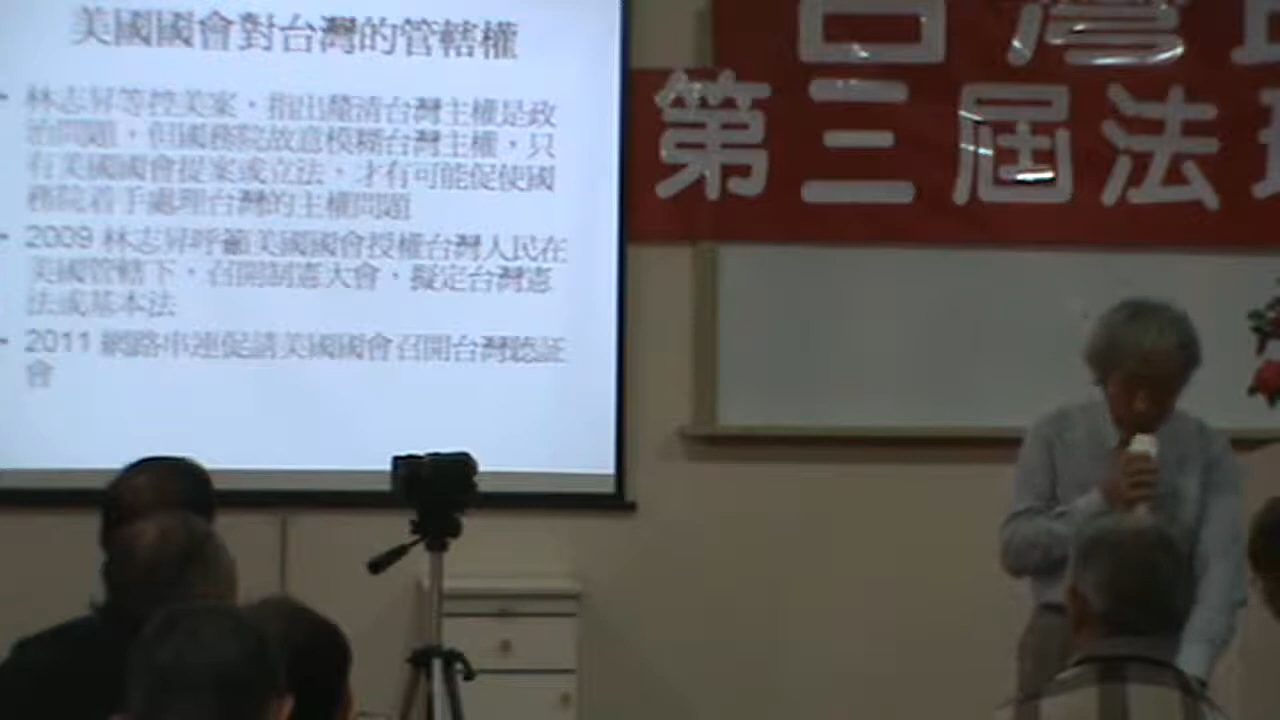 美國國會對台灣的管轄權
林志昇等控美案，指出釐清台灣主權是政
治問題，但國務院故意模糊台灣主權，只
有美國國會提案或立法，才有可能促使國
務院着手處理台灣的主權問題
2009 林志昇呼籲美國國會授權台灣人民在
美國管轄下，召開制憲大會，擬定台灣憲
法或基本法
2011 網路串連促請美國國會召開台灣聽証
會
台灣
第三屆法